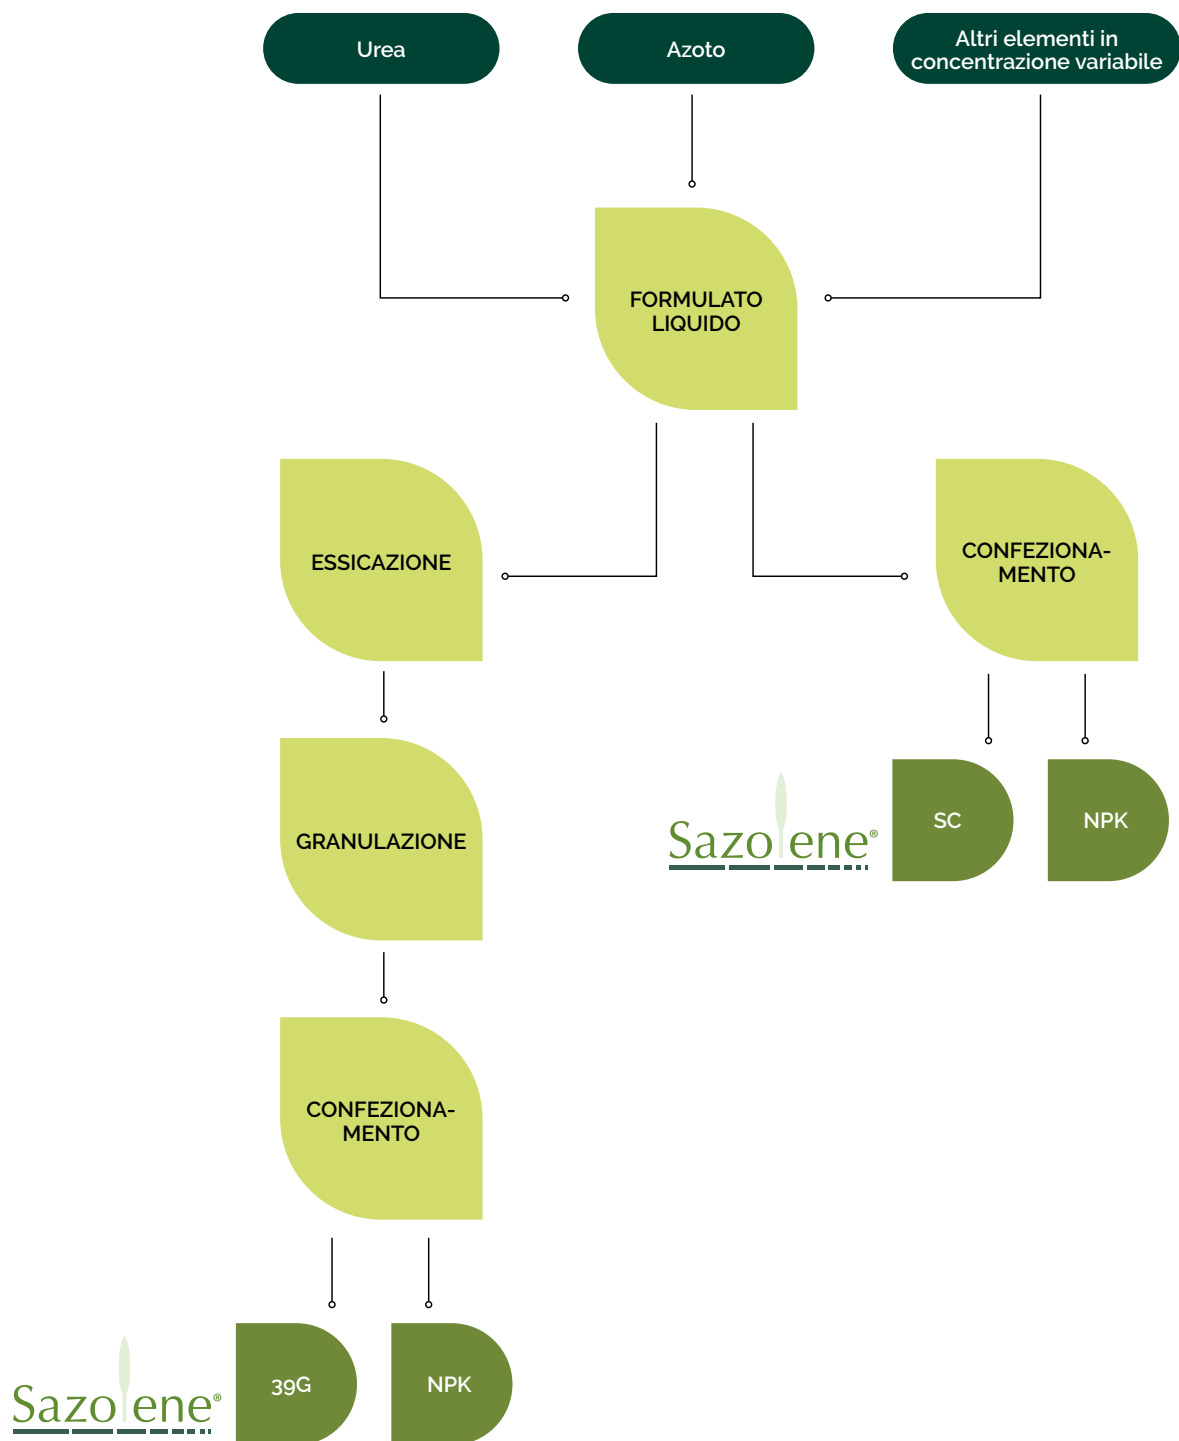 Urea
Azoto
Altri elementi in
concentrazione variabile
FORMULATO
LIQUIDO
ESSICAZIONE
CONFEZIONA-
MENTO
GRANULAZIONE
Sazolene®
SC
NPK
CONFEZIONA-
MENTO
Sazolene®
39G
NPK